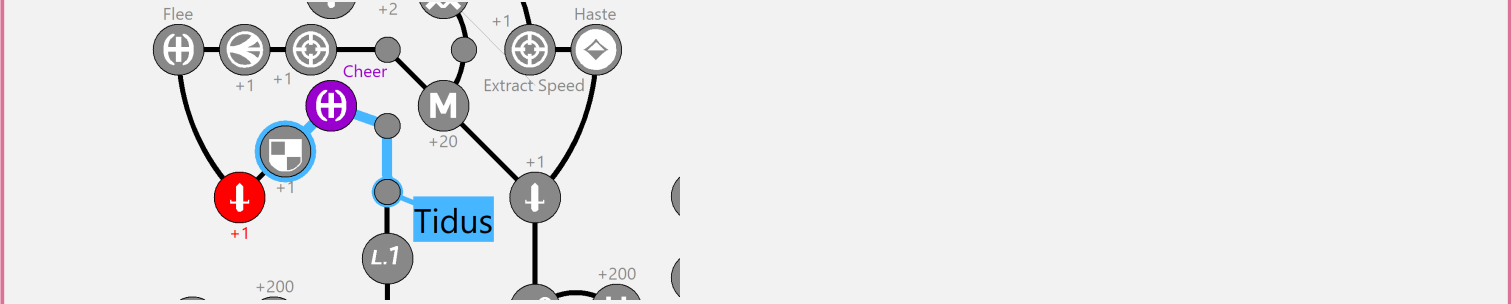 Flee
+2
+1
Haste
Cheer
+1
+1
Extract Speed
M
+20
+1
+1
+1
Tidus
L.1
+200
+200